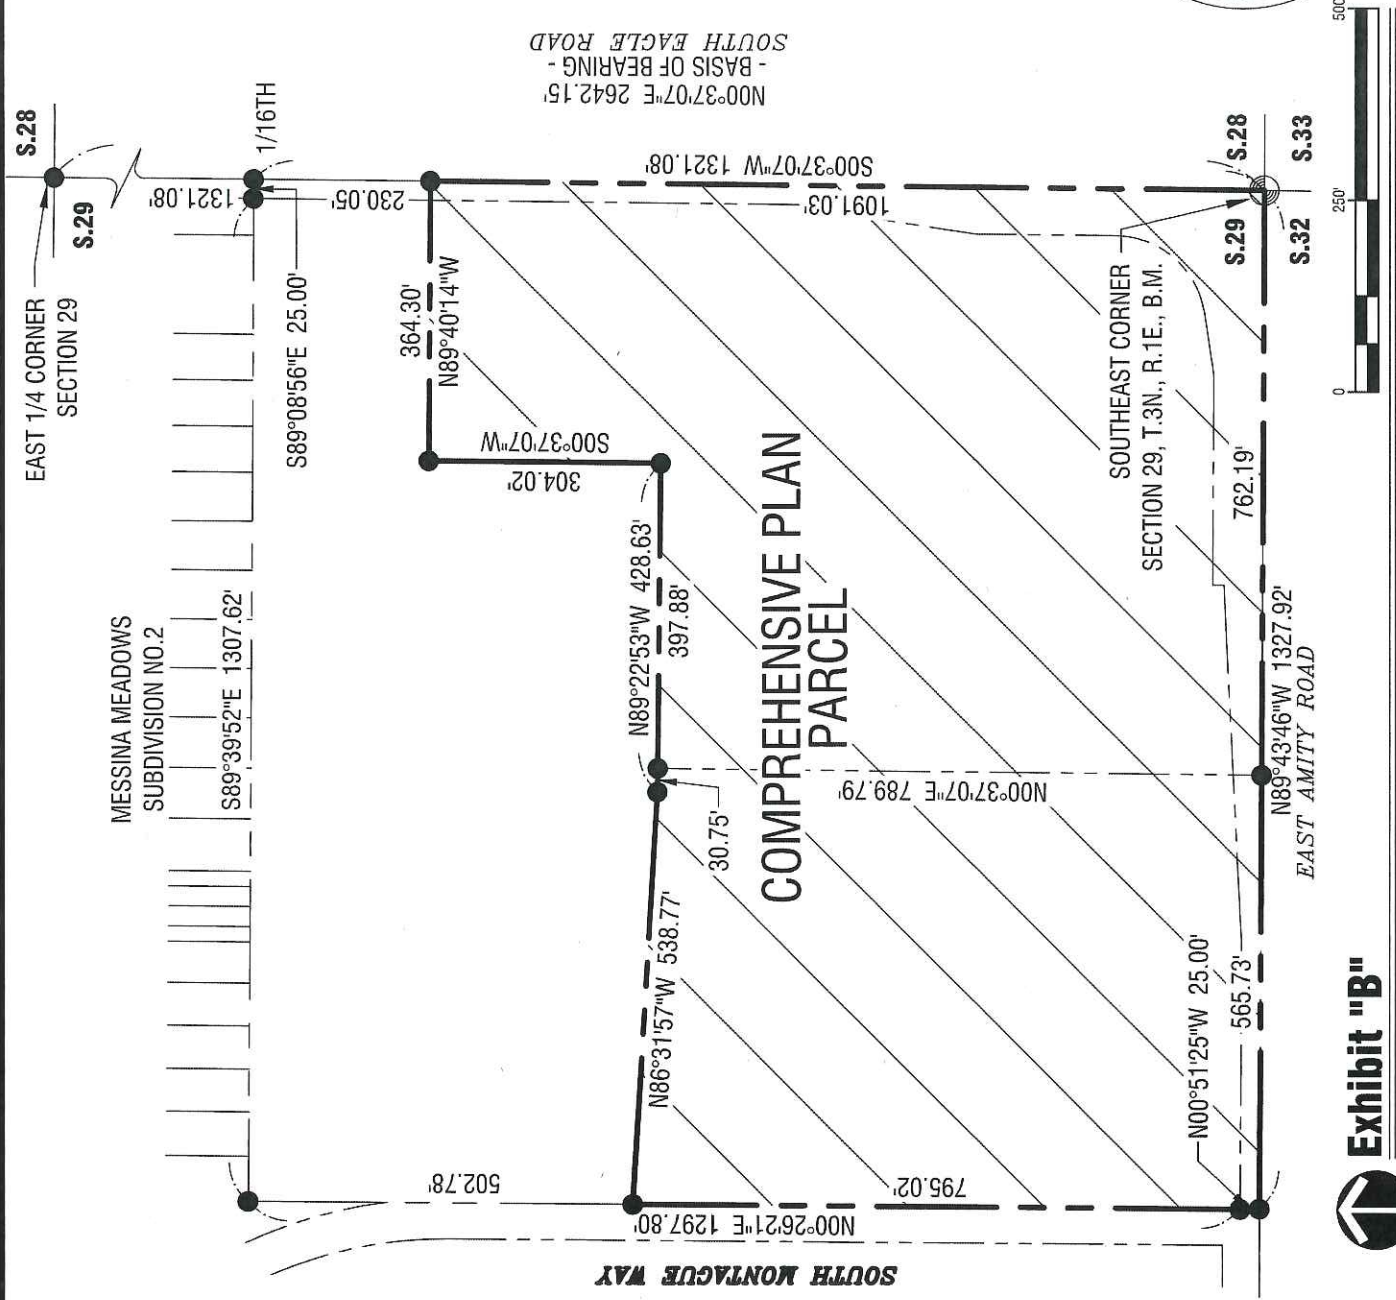 S.28
EAST 1/4 CORNER
SECTION 29
S.29
1/16TH
1321.08'
230.05'
S89°08'56"E 25.00'
N00°37'07"E 2642.15'
- BASIS OF BEARING -
SOUTH EAGLE ROAD
MESSINA MEADOWS
SUBDIVISION NO.2
S89°39'52"E 1307.62'
364.30'
N89°40'14"W
S00°37'07"W 1321.08'
1091.03'
S00°37'07"W
304.02'
N89°22'53"W 428.63'
397.88'
30.75'
N86°31'57"W 538.77'
502.78'
COMPREHENSIVE PLAN
PARCEL
N00°37'07"E 789.79'
795.02'
N00°26'21"E 1297.80'
SOUTH MONTAGUE WAY
SOUTHEAST CORNER
SECTION 29, T.3N., R.1E., B.M.
S.29
S.28
S.32
S.33
762.19'
N00°51'25"W 25.00'
565.73'
N89°43'46"W 1327.92'
EAST AMITY ROAD
0
250'
Exhibit "B"